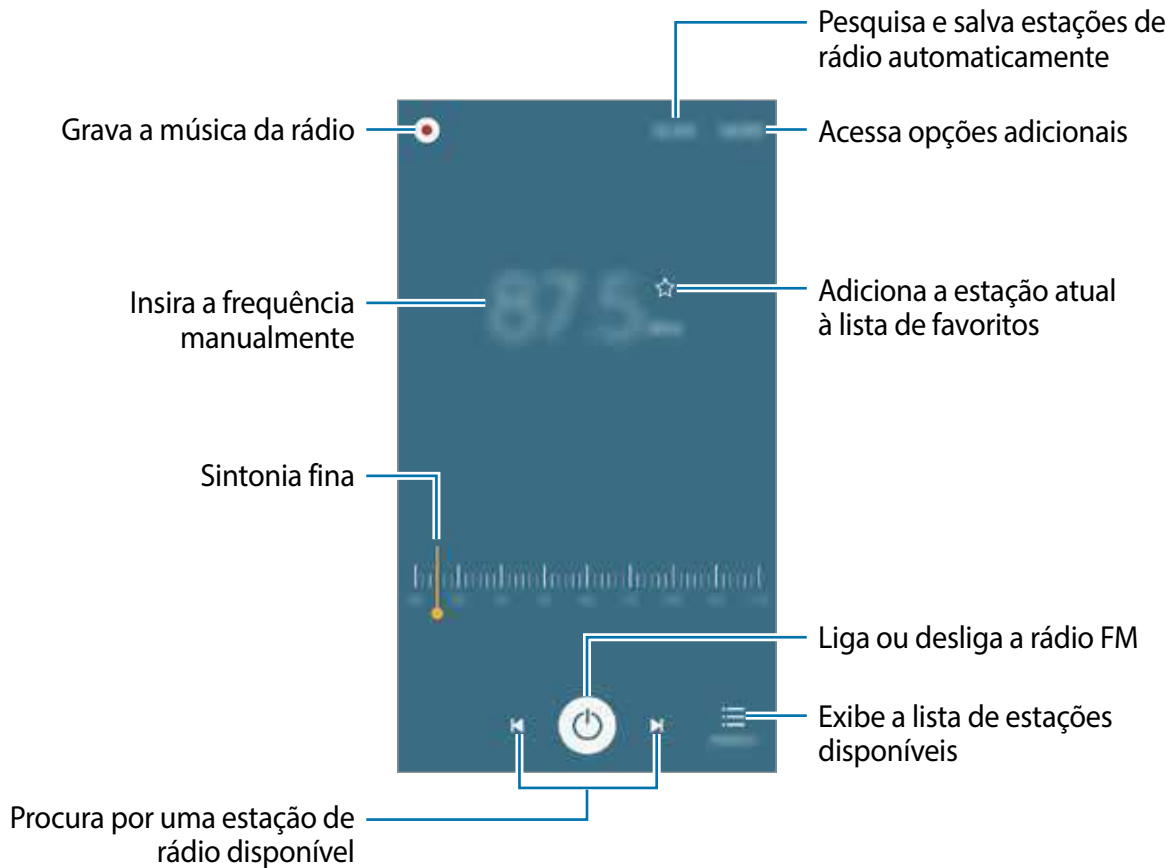 Pesquisa e salva estações de
rádio automaticamente
Grava a música da rádio
Acessa opções adicionais
Insira a frequência
manualmente
87.5
Adiciona a estação atual
à lista de favoritos
Sintonia fina
Liga ou desliga a rádio FM
Exibe a lista de estações
disponíveis
Procura por uma estação de
rádio disponível